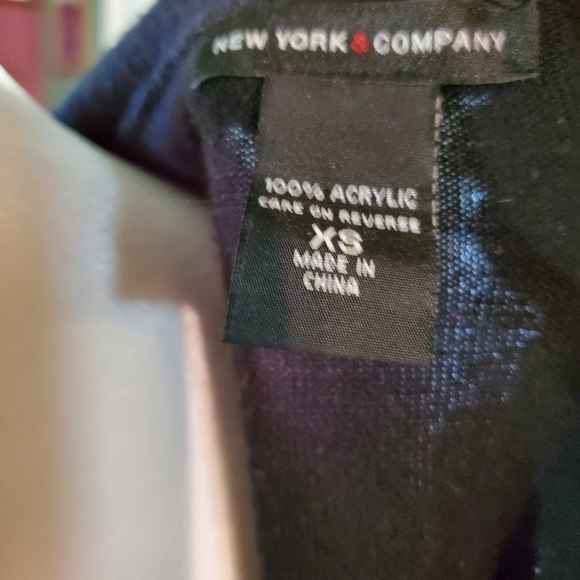 NEW YORK & COMPANY
100% ACRYLIC
CARE ON REVERSE
XS
MADE IN
CHINA